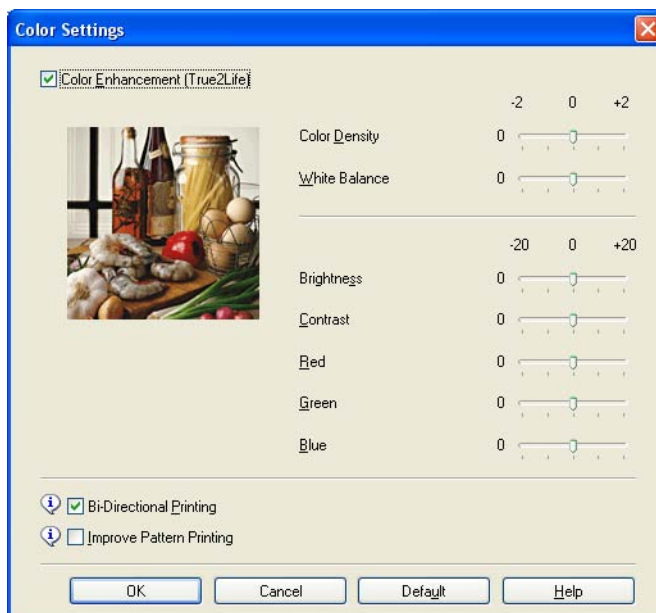 Color Settings
Color Enhancement (True2Life)
-2 0 +2
Color Density 0
White Balance 0
-20 0 +20
Brightness 0
Contrast 0
Red 0
Green 0
Blue 0
Bi-Directional Printing
Improve Pattern Printing
OK Cancel Default Help